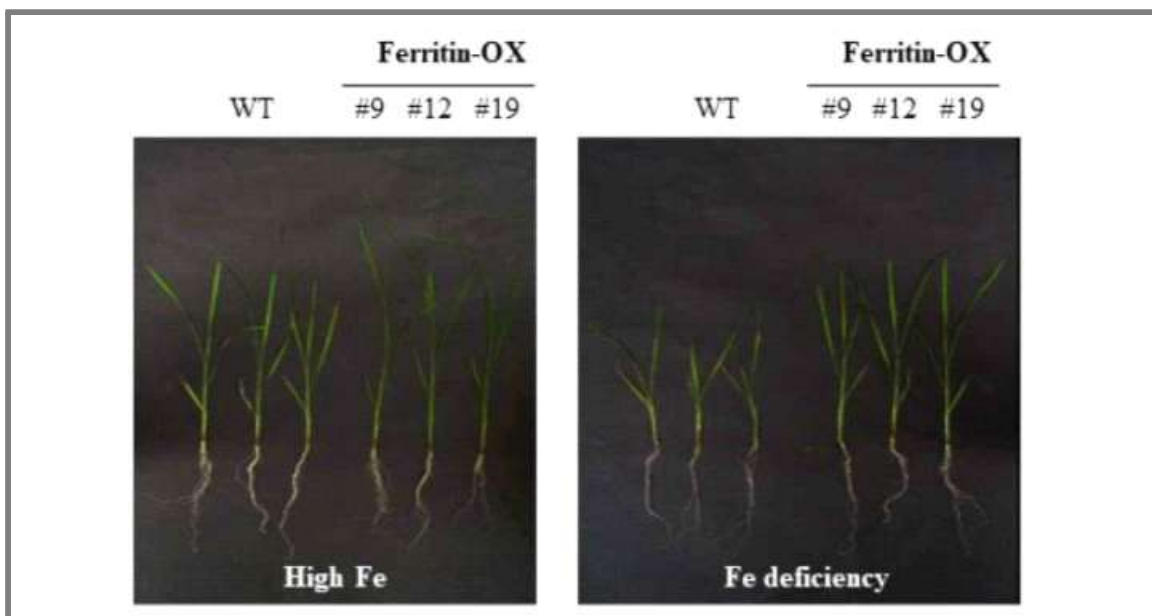 Ferritin-OX Ferritin-OX
WT #9 #12 #19 WT #9 #12 #19
High Fe Fe deficiency